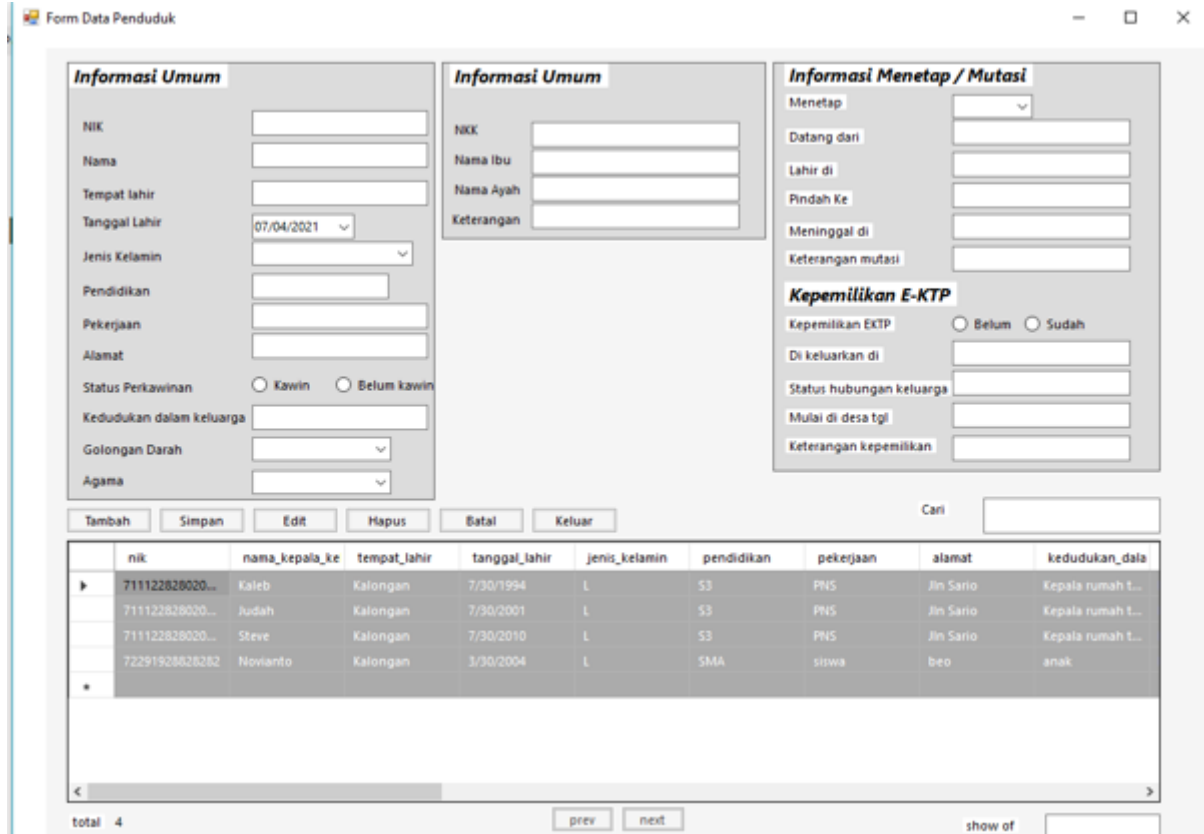 Form Data Penduduk
Informasi Umum
NIK
Nama
Tempat lahir
Tanggal Lahir 07/04/2021
Jenis Kelamin
Pendidikan
Pekerjaan
Alamat
Status Perkawinan Kawin Belum kawin
Kedudukan dalam keluarga
Golongan Darah
Agama
Informasi Umum
NKK
Nama Ibu
Nama Ayah
Keterangan
Informasi Menetap / Mutasi
Menetap
Datang dari
Lahir di
Pindah Ke
Meninggal di
Keterangan mutasi
Kepemilikan E-KTP
Kepemilikan EKTP Belum Sudah
Di keluarkan di
Status hubungan keluarga
Mulai di desa tgl
Keterangan kepemilikan
Tambah Simpan Edit Hapus Batal Keluar
Cari
nik nama_kepala_ke tempat_lahir tanggal_lahir jenis_kelamin pendidikan pekerjaan alamat kedudukan_dala
711122828020... Kaleb Kalongan 7/30/1994 L S3 PNS Jln Sario Kepala rumah t...
711122828020... Judah Kalongan 7/30/2001 L S3 PNS Jln Sario Kepala rumah t...
711122828020... Steve Kalongan 7/30/2010 L S3 PNS Jln Sario Kepala rumah t...
72291928828282 Novianto Kalongan 3/30/2004 L SMA siswa beo anak
total 4 prev next show of